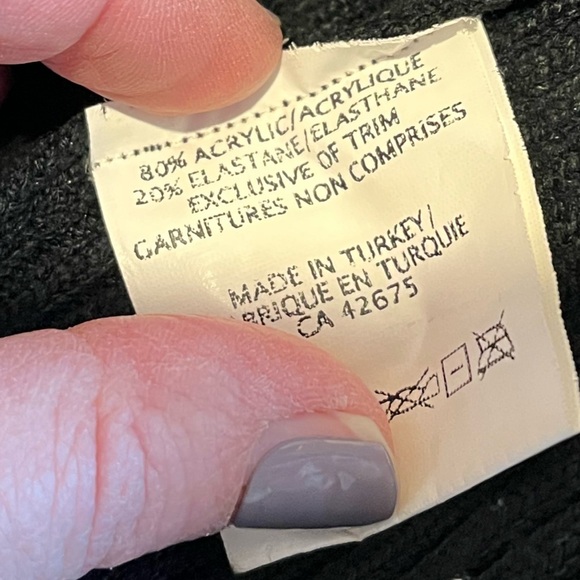 80% ACRYLIC/ACRYLIQUE
20% ELASTANE/ELASTHANE
EXCLUSIVE OF TRIM
GARNITURES NON COMPRISES
MADE IN TURKEY/
BRIQUE EN TURQUIE
CA 42675